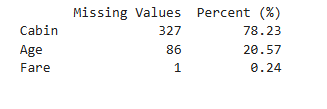 Missing Values Percent (%)
Cabin 327 78.23
Age 86 20.57
Fare 1 0.24